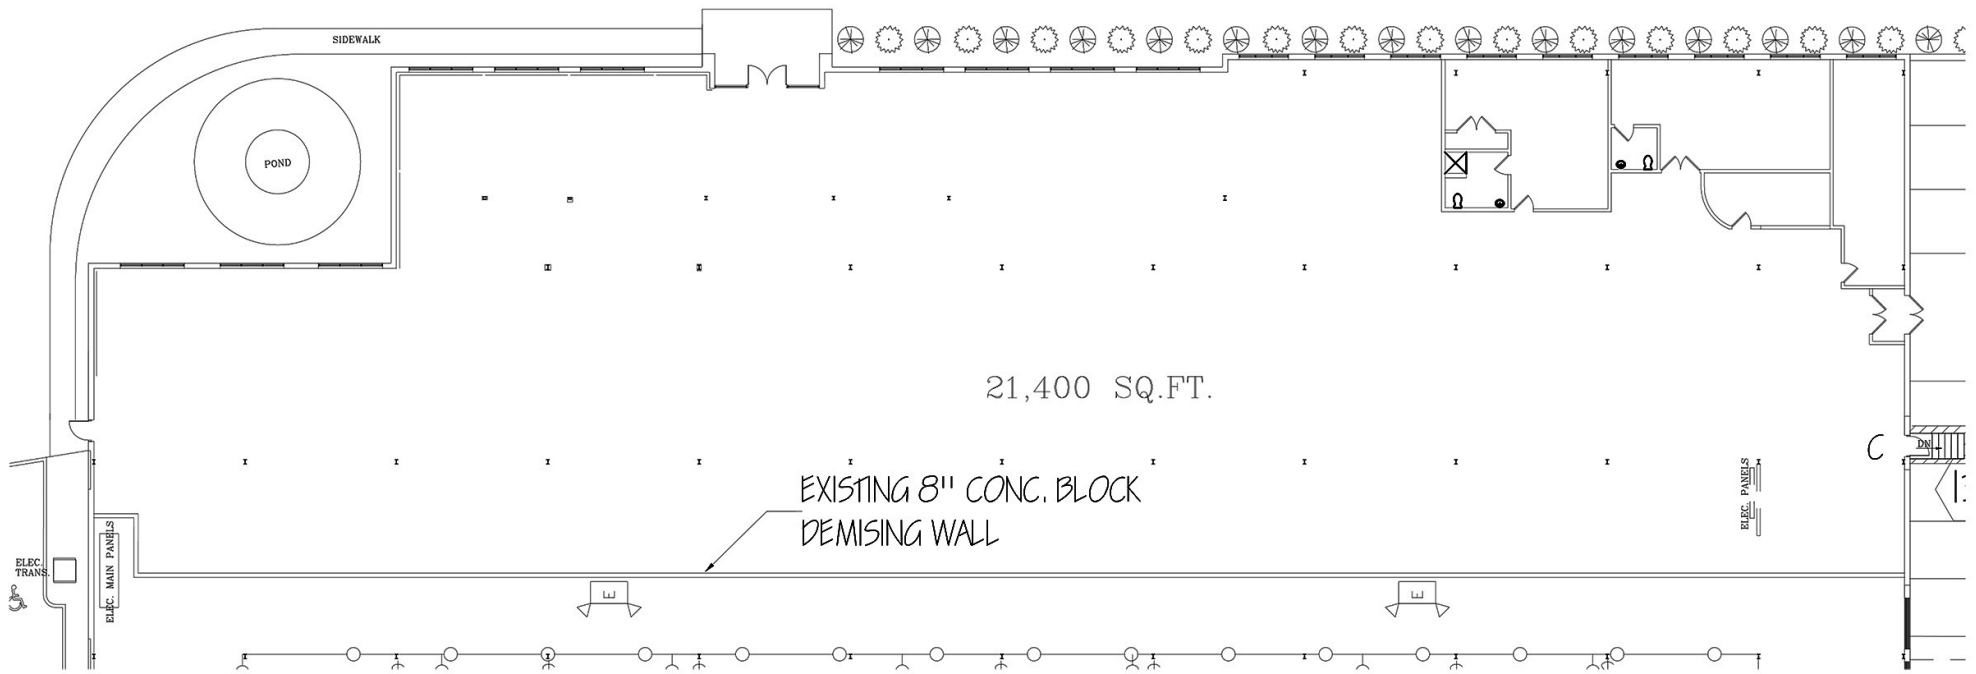 SIDEWALK
POND
21,400 SQ.FT.
C
DN
EXISTING 8" CONC. BLOCK
DEMISING WALL
ELEC. PANELS
ELEC.
TRANS.
ELEC. MAIN PANELS
E
E